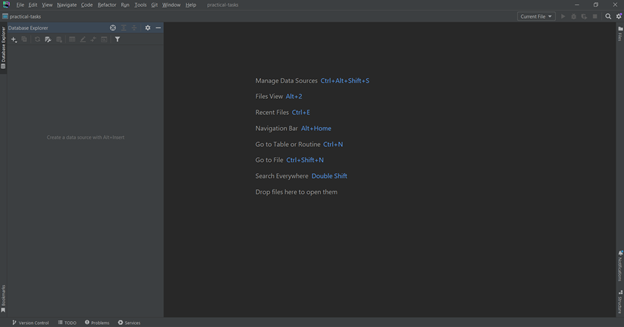 File Edit View Navigate Code Refactor Run Tools Git Window Help practical-tasks
practical-tasks
Current File
Database Explorer
Database Explorer
Files
Create a data source with Alt+Insert
Manage Data Sources Ctrl+Alt+Shift+S
Files View Alt+2
Recent Files Ctrl+E
Navigation Bar Alt+Home
Go to Table or Routine Ctrl+N
Go to File Ctrl+Shift+N
Search Everywhere Double Shift
Drop files here to open them
Notifications
Bookmarks
Structure
Version Control TODO Problems Services